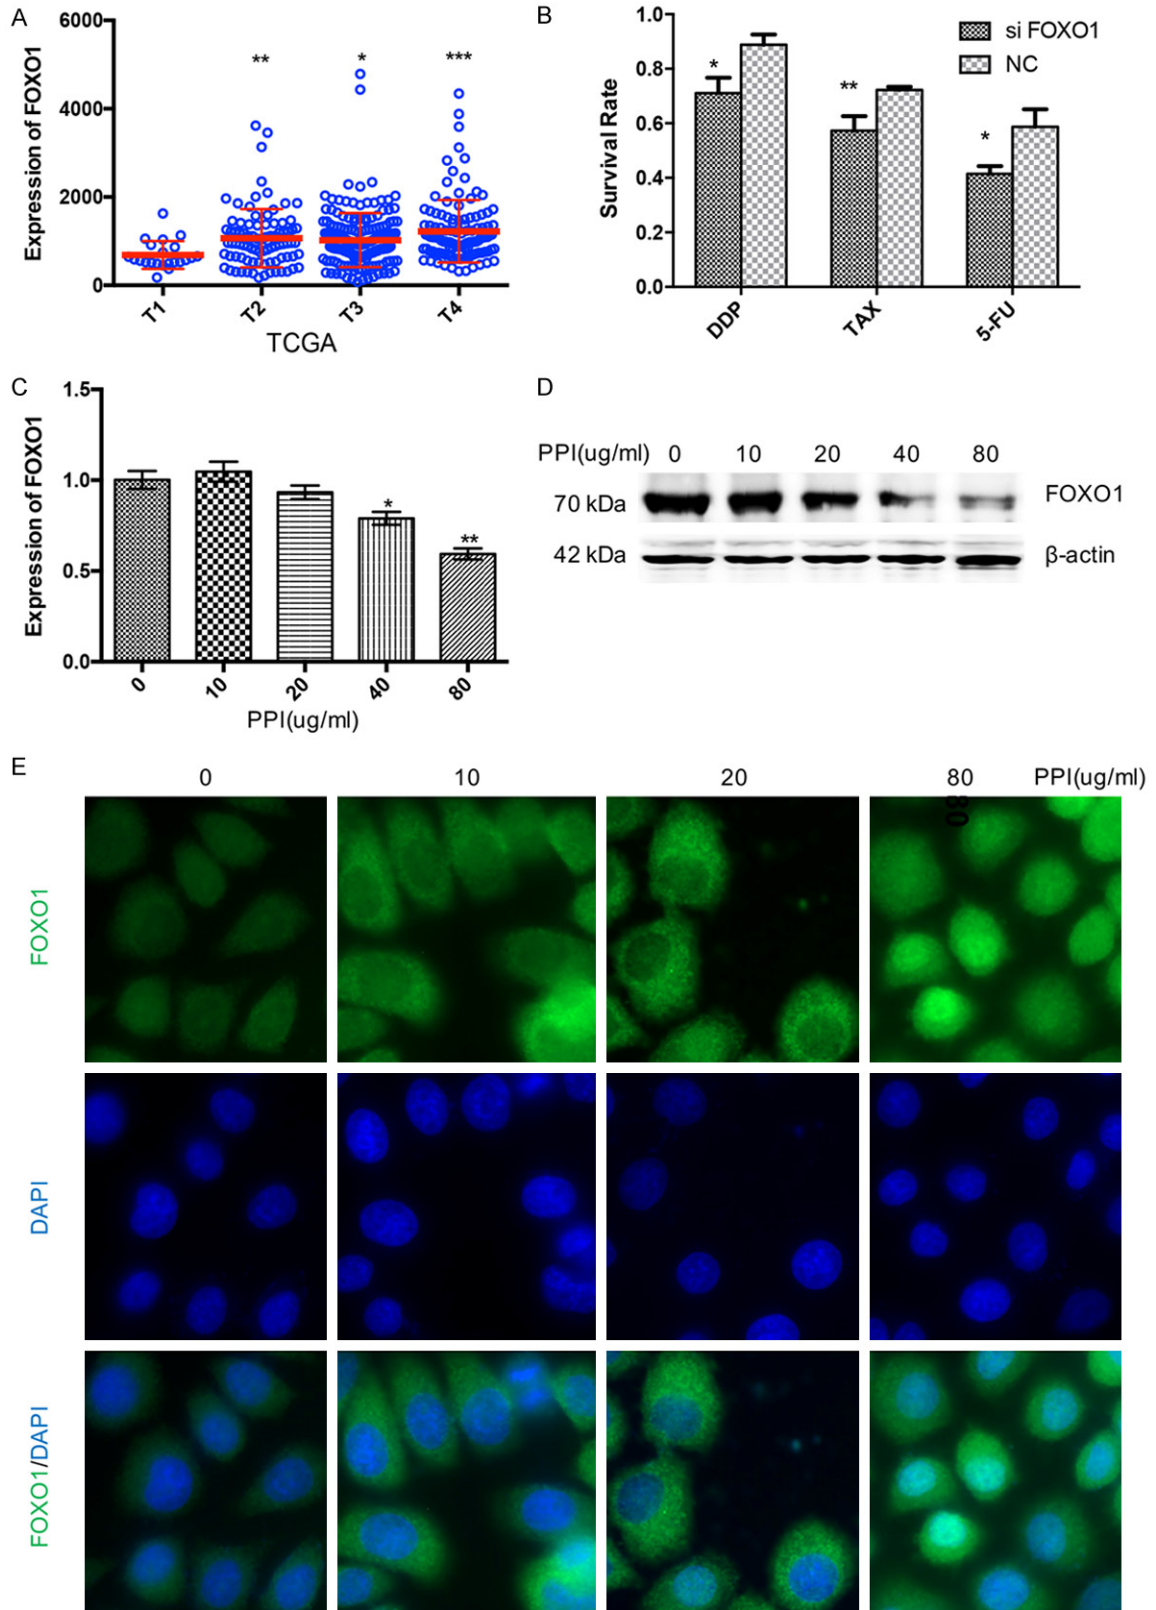 A
Expression of FOXO1
6000
4000
2000
0
** * ***
T1 T2 T3 T4
TCGA
B
Survival Rate
1.0
0.8
0.6
0.4
0.2
0.0
* ** *
si FOXO1
NC
DDP TAX 5-FU
C
Expression of FOXO1
1.5
1.0
0.5
0.0
* **
0 10 20 40 80
PPI(ug/ml)
D
PPI(ug/ml) 0 10 20 40 80
70 kDa FOXO1
42 kDa β-actin
E
0 10 20 80 PPI(ug/ml)
80
FOXO1
DAPI
FOXO1/DAPI